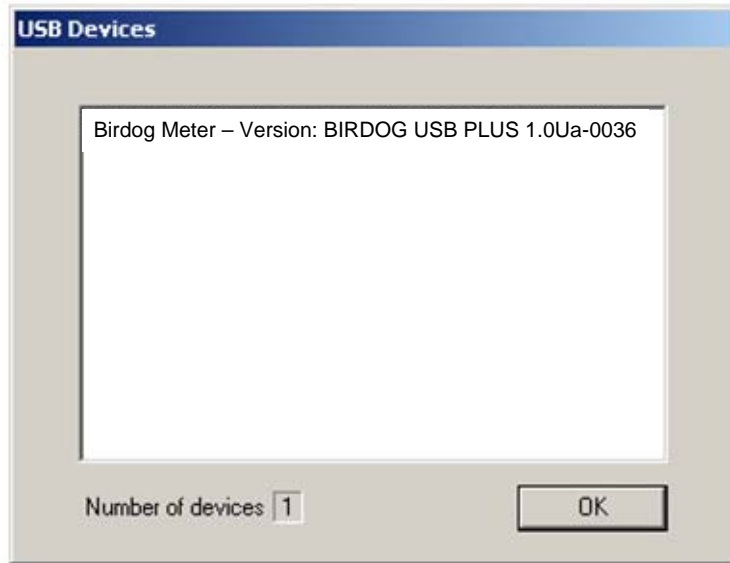 USB Devices
Birdog Meter – Version: BIRDOG USB PLUS 1.0Ua-0036
Number of devices 1
OK